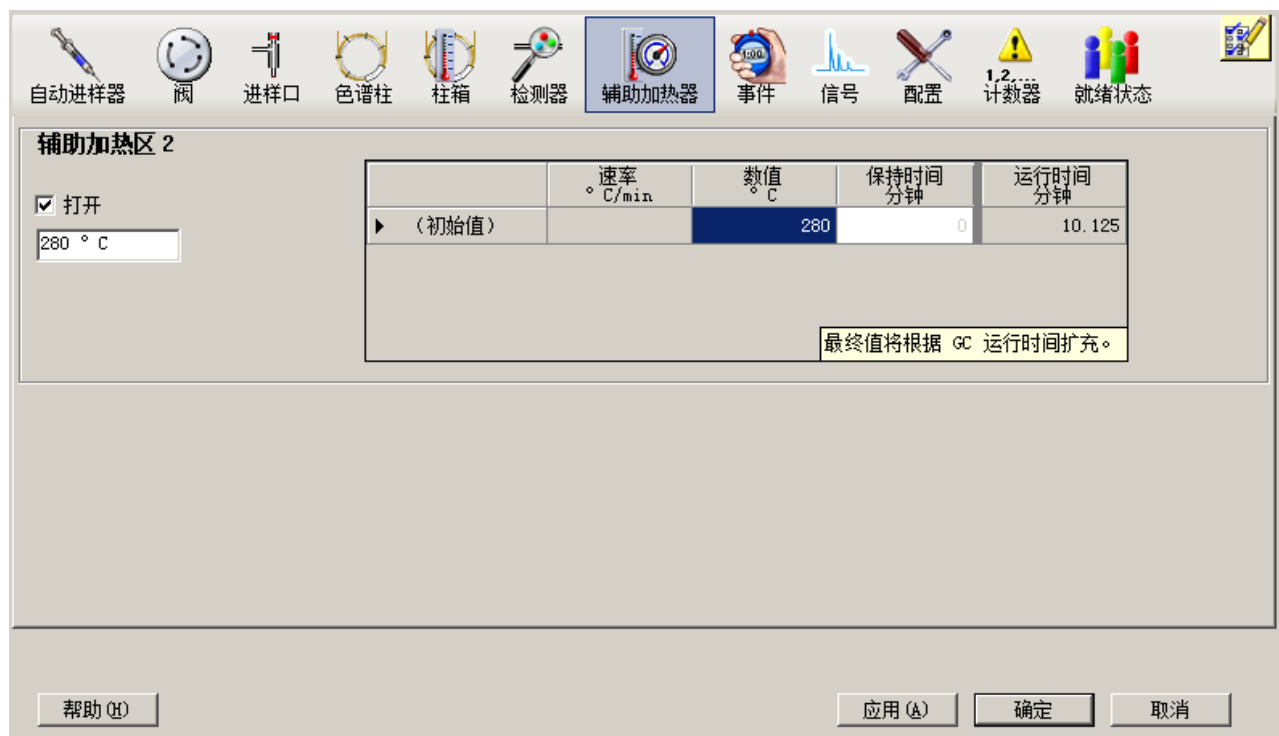 自动进样器
阀
进样口
色谱柱
柱箱
检测器
辅助加热器
1:00
事件
信号
配置
1,2,...
计数器
就绪状态
辅助加热区 2
打开
280 ° C
速率
° C/min
数值
° C
保持时间
分钟
运行时间
分钟
(初始值)
280
0
10.125
最终值将根据 GC 运行时间扩充。
帮助(H)
应用(A)
确定
取消